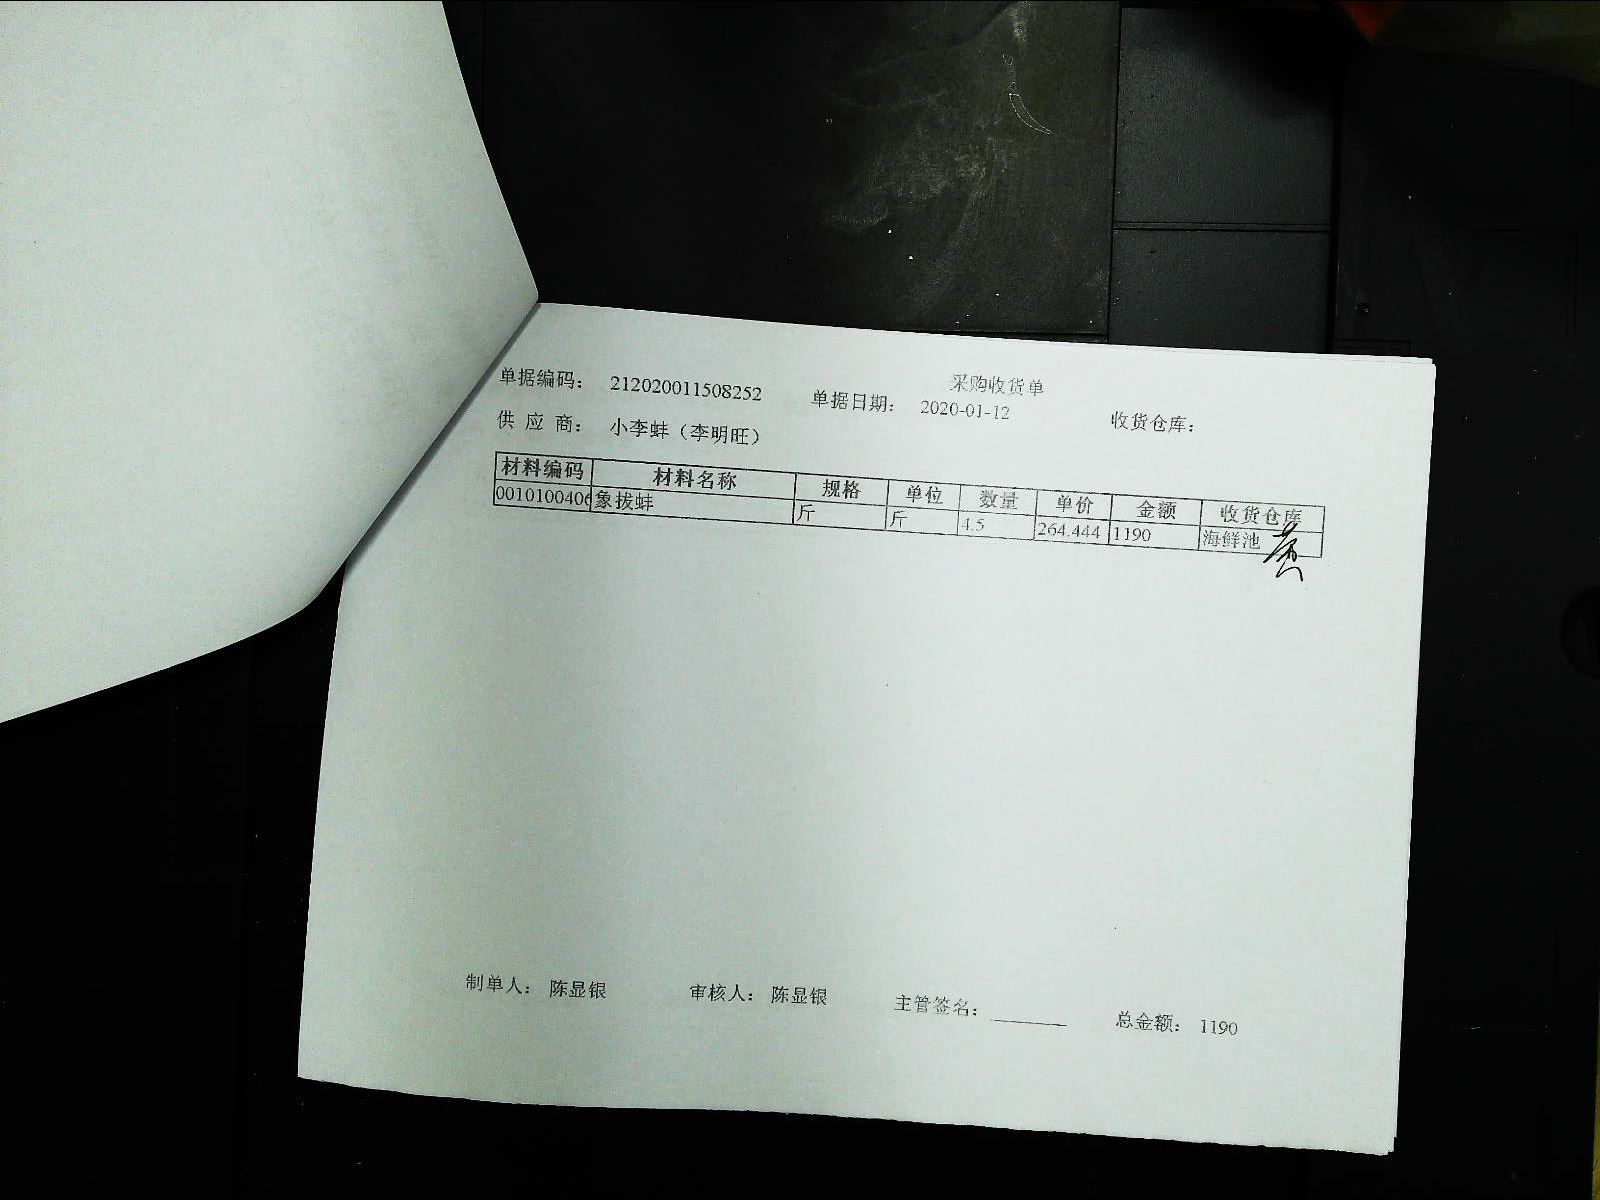 采购收货单
单据编码： 212020011508252 单据日期： 2020-01-12 收货仓库：
供 应 商： 小李蚌（李明旺）
材料编码 材料名称 规格 单位 数量 单价 金额 收货仓库
0010100406 象拔蚌 斤 斤 4.5 264.444 1190 海鲜池
制单人： 陈显银 审核人： 陈显银 主管签名：________ 总金额： 1190